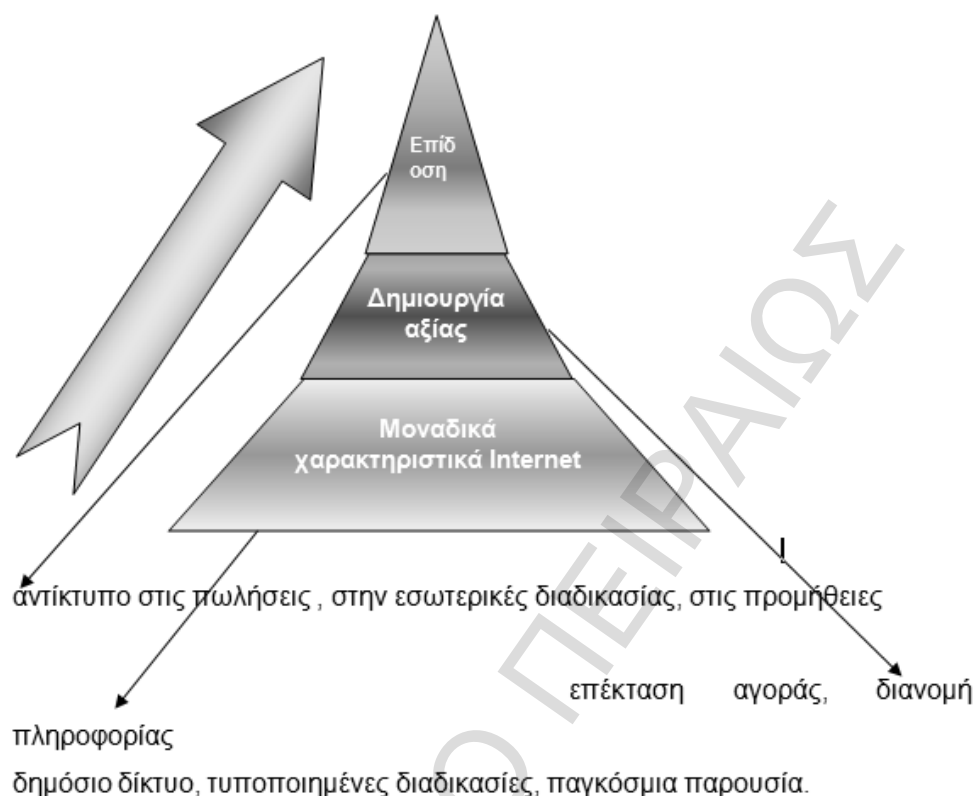 Επίδ
οση
Δημιουργία
αξίας
Μοναδικά
χαρακτηριστικά Internet
!
αντίκτυπο στις πωλήσεις , στην εσωτερικές διαδικασίας, στις προμήθειες
επέκταση αγοράς, διανομή
πληροφορίας
δημόσιο δίκτυο, τυποποιημένες διαδικασίες, παγκόσμια παρουσία.
Ο ΠΕΙΡΑΙΩΣ